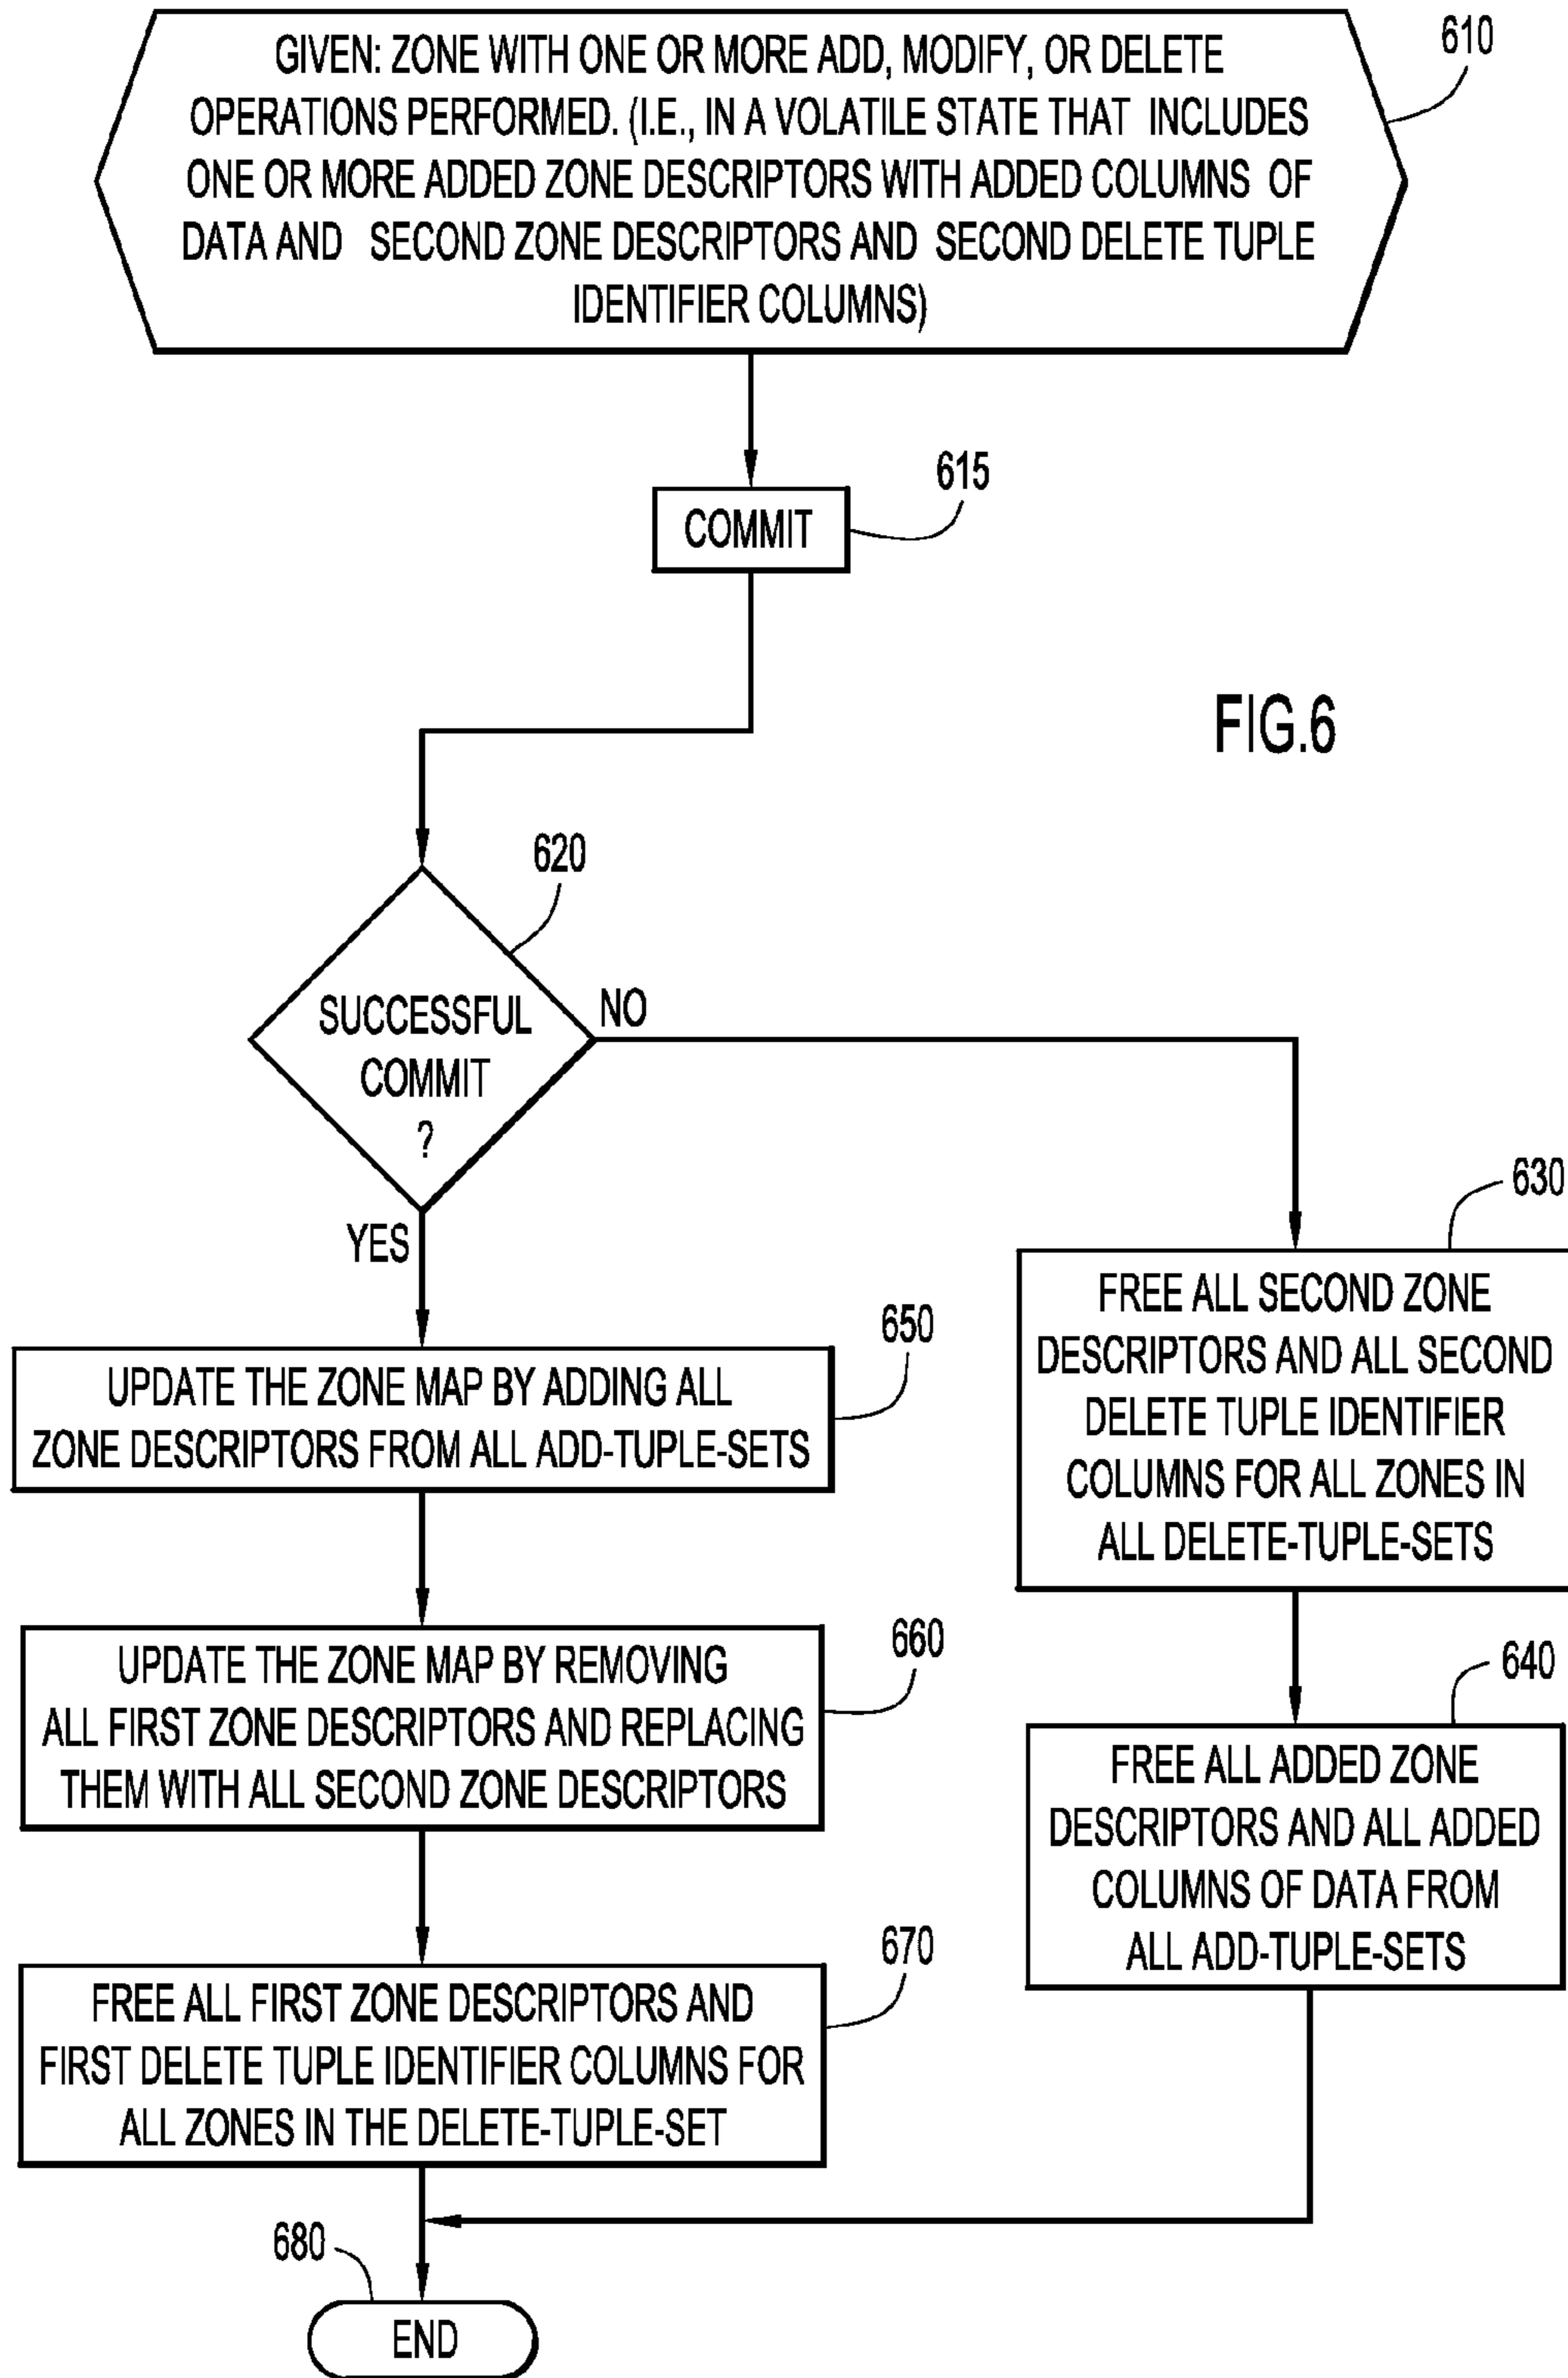 GIVEN: ZONE WITH ONE OR MORE ADD, MODIFY, OR DELETE
OPERATIONS PERFORMED. (I.E., IN A VOLATILE STATE THAT INCLUDES
ONE OR MORE ADDED ZONE DESCRIPTORS WITH ADDED COLUMNS OF
DATA AND SECOND ZONE DESCRIPTORS AND SECOND DELETE TUPLE
IDENTIFIER COLUMNS)
610
COMMIT
615
FIG.6
620
SUCCESSFUL
COMMIT
?
NO
YES
630
FREE ALL SECOND ZONE
DESCRIPTORS AND ALL SECOND
DELETE TUPLE IDENTIFIER
COLUMNS FOR ALL ZONES IN
ALL DELETE-TUPLE-SETS
650
UPDATE THE ZONE MAP BY ADDING ALL
ZONE DESCRIPTORS FROM ALL ADD-TUPLE-SETS
660
UPDATE THE ZONE MAP BY REMOVING
ALL FIRST ZONE DESCRIPTORS AND REPLACING
THEM WITH ALL SECOND ZONE DESCRIPTORS
640
FREE ALL ADDED ZONE
DESCRIPTORS AND ALL ADDED
COLUMNS OF DATA FROM
ALL ADD-TUPLE-SETS
670
FREE ALL FIRST ZONE DESCRIPTORS AND
FIRST DELETE TUPLE IDENTIFIER COLUMNS FOR
ALL ZONES IN THE DELETE-TUPLE-SET
680
END